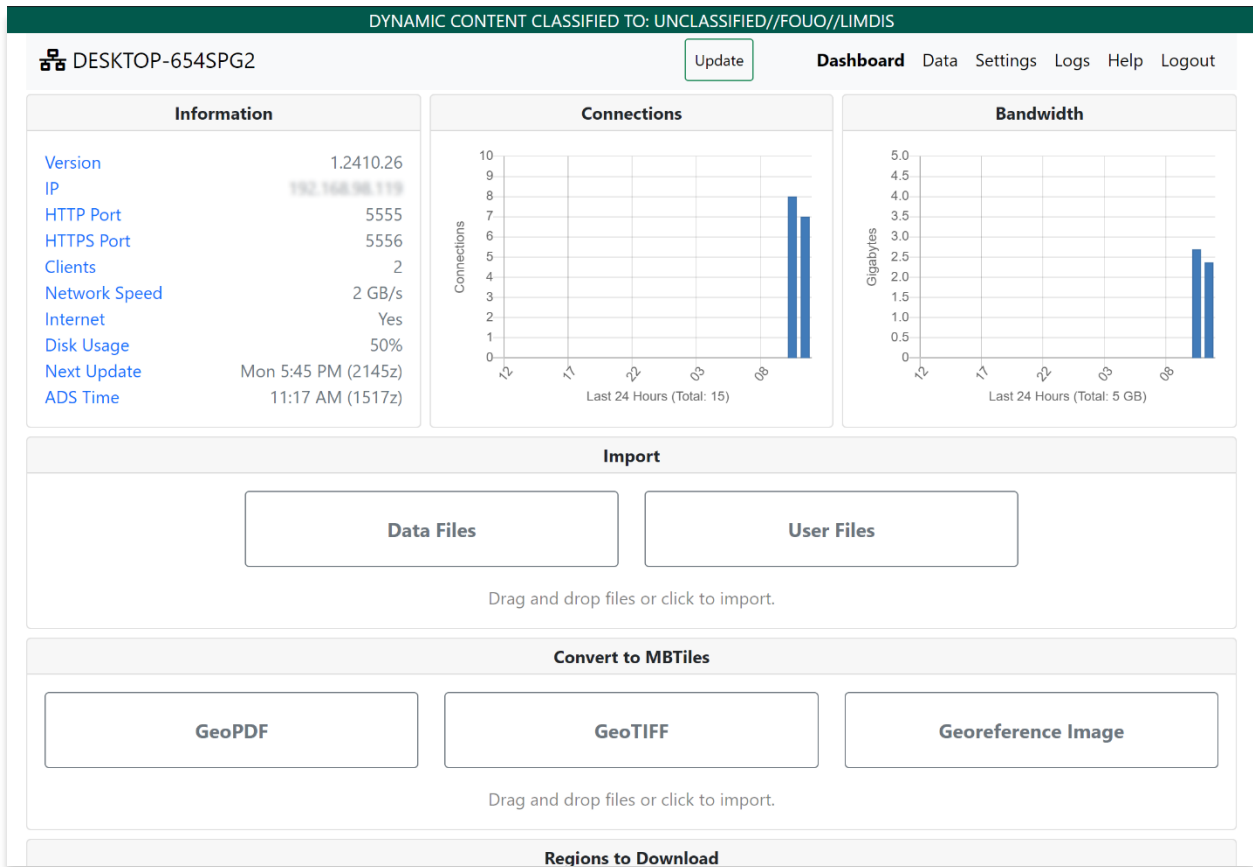 DYNAMIC CONTENT CLASSIFIED TO: UNCLASSIFIED//FOUO//LIMDIS
DESKTOP-654SPG2
Update
Dashboard Data Settings Logs Help Logout
Information
Version 1.2410.26
IP
HTTP Port 5555
HTTPS Port 5556
Clients 2
Network Speed 2 GB/s
Internet Yes
Disk Usage 50%
Next Update Mon 5:45 PM (2145z)
ADS Time 11:17 AM (1517z)
Connections
Connections
10
9
8
7
6
5
4
3
2
1
0
12 17 22 03 08
Last 24 Hours (Total: 15)
Bandwidth
Gigabytes
5.0
4.5
4.0
3.5
3.0
2.5
2.0
1.5
1.0
0.5
0
12 17 22 03 08
Last 24 Hours (Total: 5 GB)
Import
Data Files
User Files
Drag and drop files or click to import.
Convert to MBTiles
GeoPDF
GeoTIFF
Georeference Image
Drag and drop files or click to import.
Regions to Download